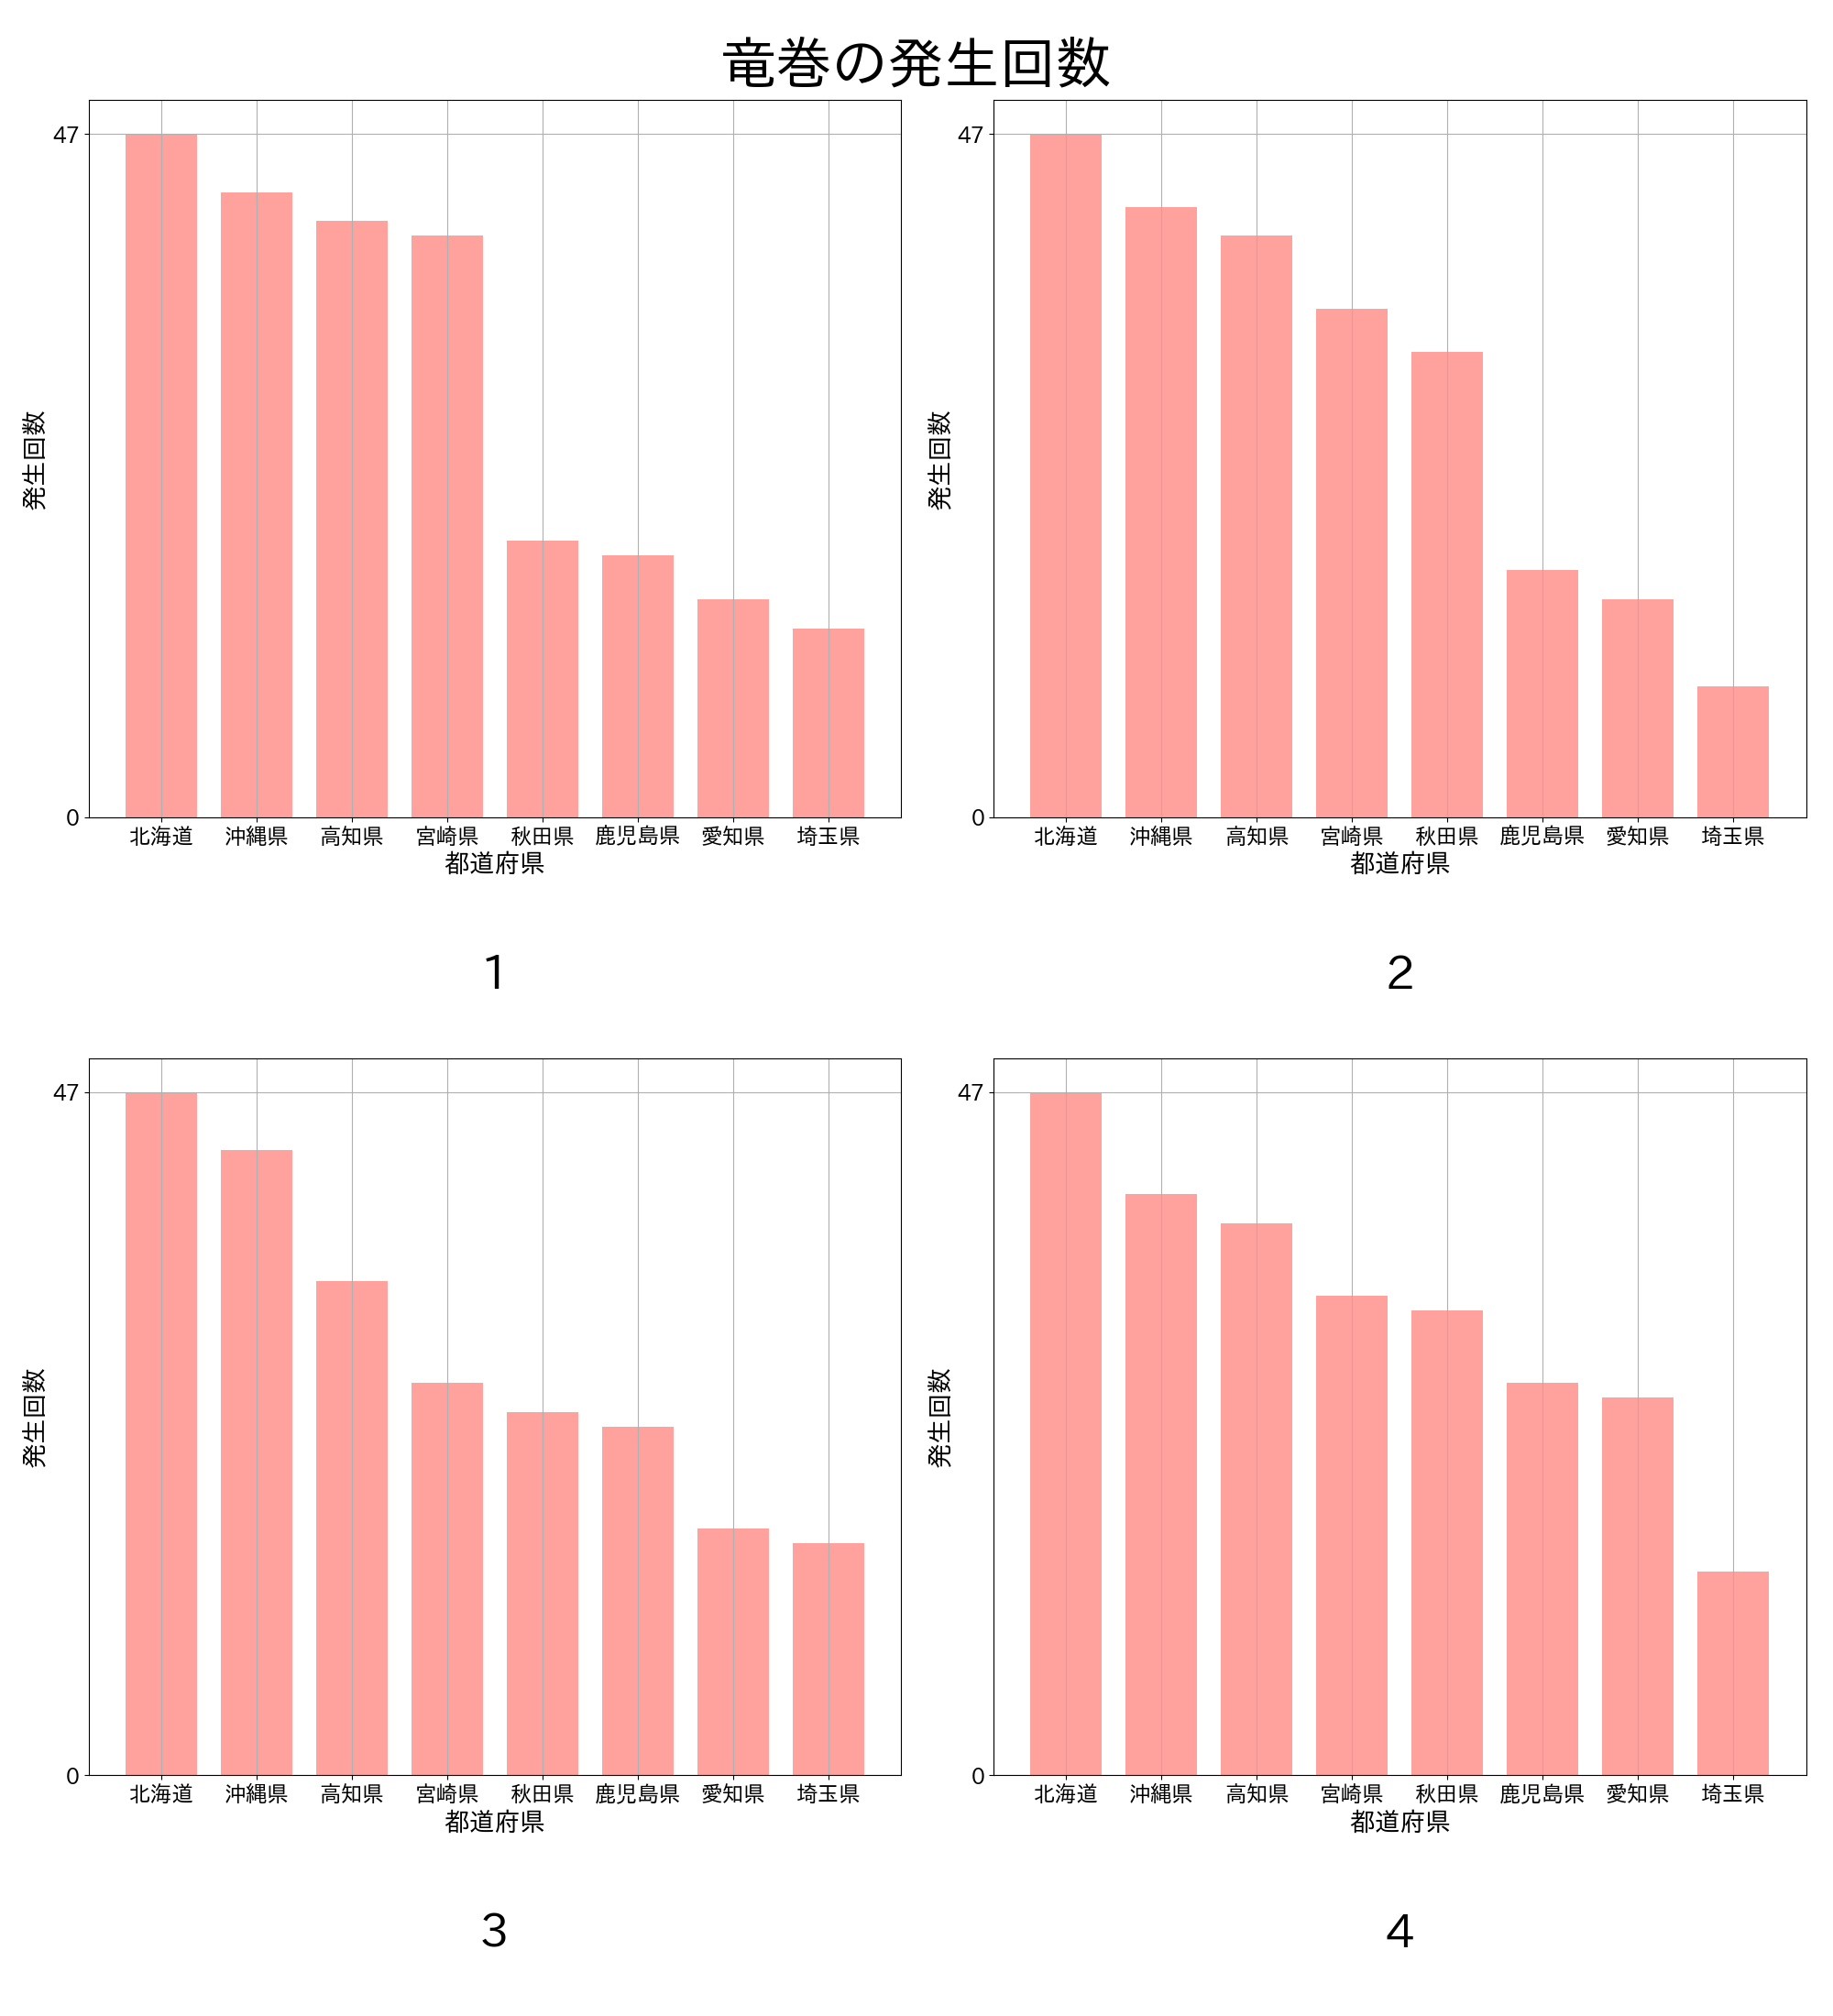 竜巻の発生回数
47
0
発生回数
北海道 沖縄県 高知県 宮崎県 秋田県 鹿児島県 愛知県 埼玉県
都道府県
1
47
0
発生回数
北海道 沖縄県 高知県 宮崎県 秋田県 鹿児島県 愛知県 埼玉県
都道府県
2
47
0
発生回数
北海道 沖縄県 高知県 宮崎県 秋田県 鹿児島県 愛知県 埼玉県
都道府県
3
47
0
発生回数
北海道 沖縄県 高知県 宮崎県 秋田県 鹿児島県 愛知県 埼玉県
都道府県
4